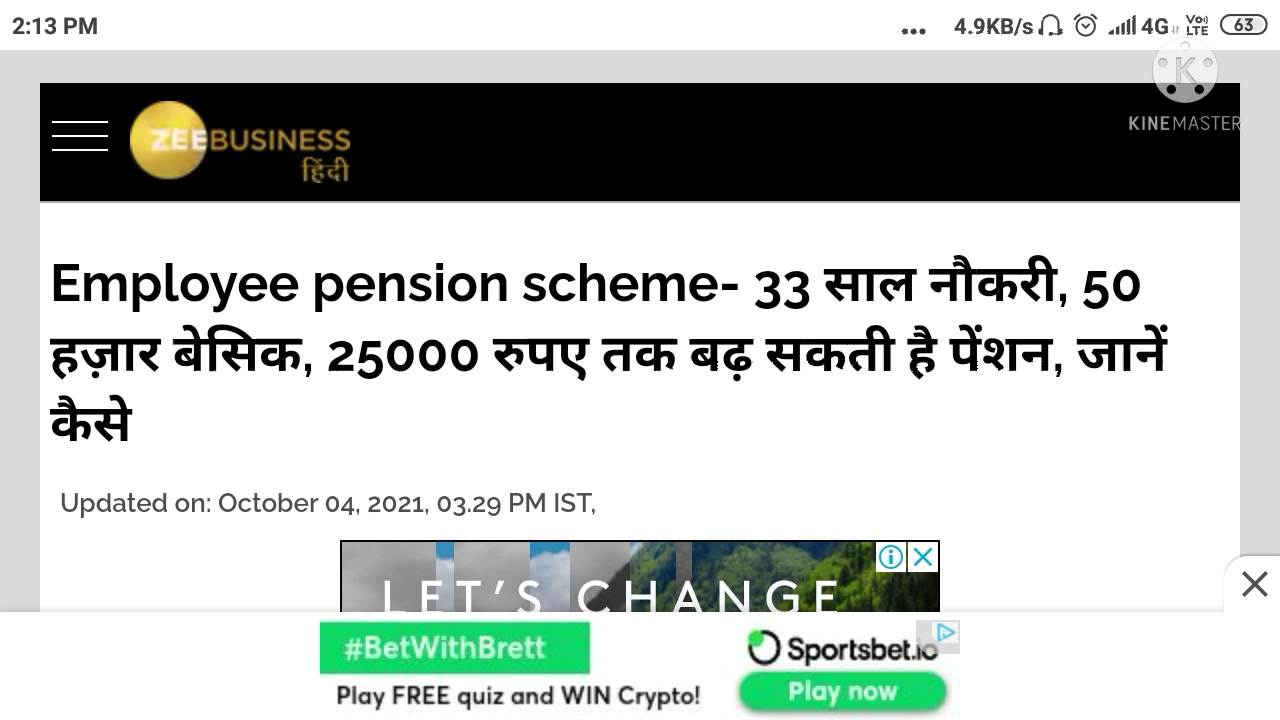 2:13 PM
... 4.9KB/s 4G Vo) LTE 63
K
KINEMASTER
ZEEBUSINESS
हिंदी
Employee pension scheme- 33 साल नौकरी, 50
हज़ार बेसिक, 25000 रुपए तक बढ़ सकती है पेंशन, जानें
कैसे
Updated on: October 04, 2021, 03.29 PM IST,
LET'S CHANGE
#BetWithBrett
Sportsbet.io
Play FREE quiz and WIN Crypto!
Play now